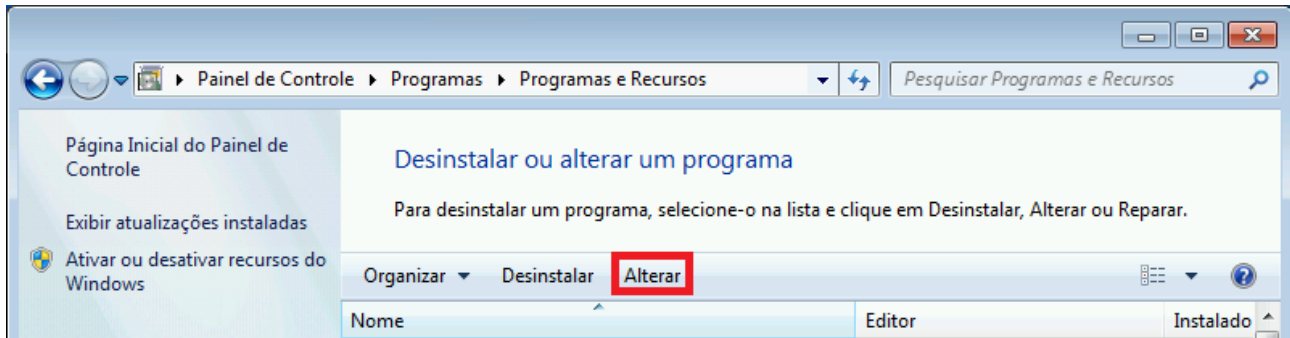 Painel de Controle Programas Programas e Recursos
Pesquisar Programas e Recursos
Página Inicial do Painel de
Controle
Exibir atualizações instaladas
Ativar ou desativar recursos do
Windows
Desinstalar ou alterar um programa
Para desinstalar um programa, selecione-o na lista e clique em Desinstalar, Alterar ou Reparar.
Organizar Desinstalar Alterar
Nome Editor Instalado